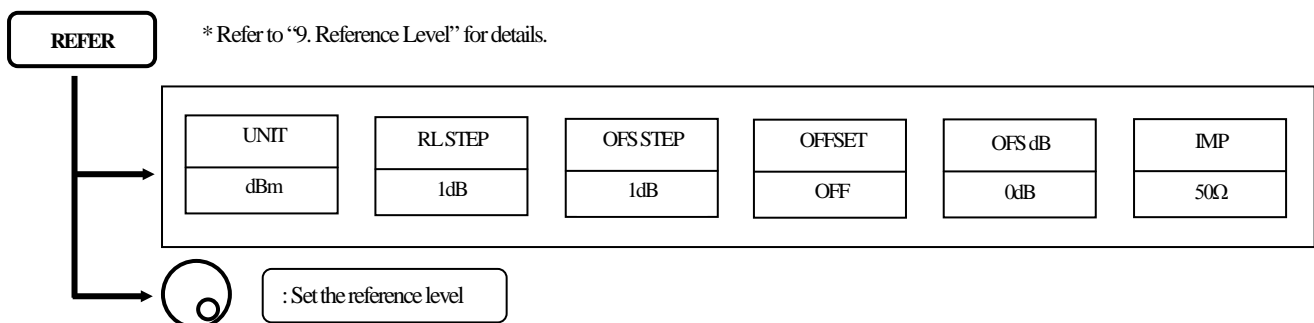 REFER
* Refer to “9. Reference Level” for details.
UNIT
RL STEP
OFS STEP
OFFSET
OFS dB
IMP
dBm
1dB
1dB
OFF
0dB
50Ω
: Set the reference level